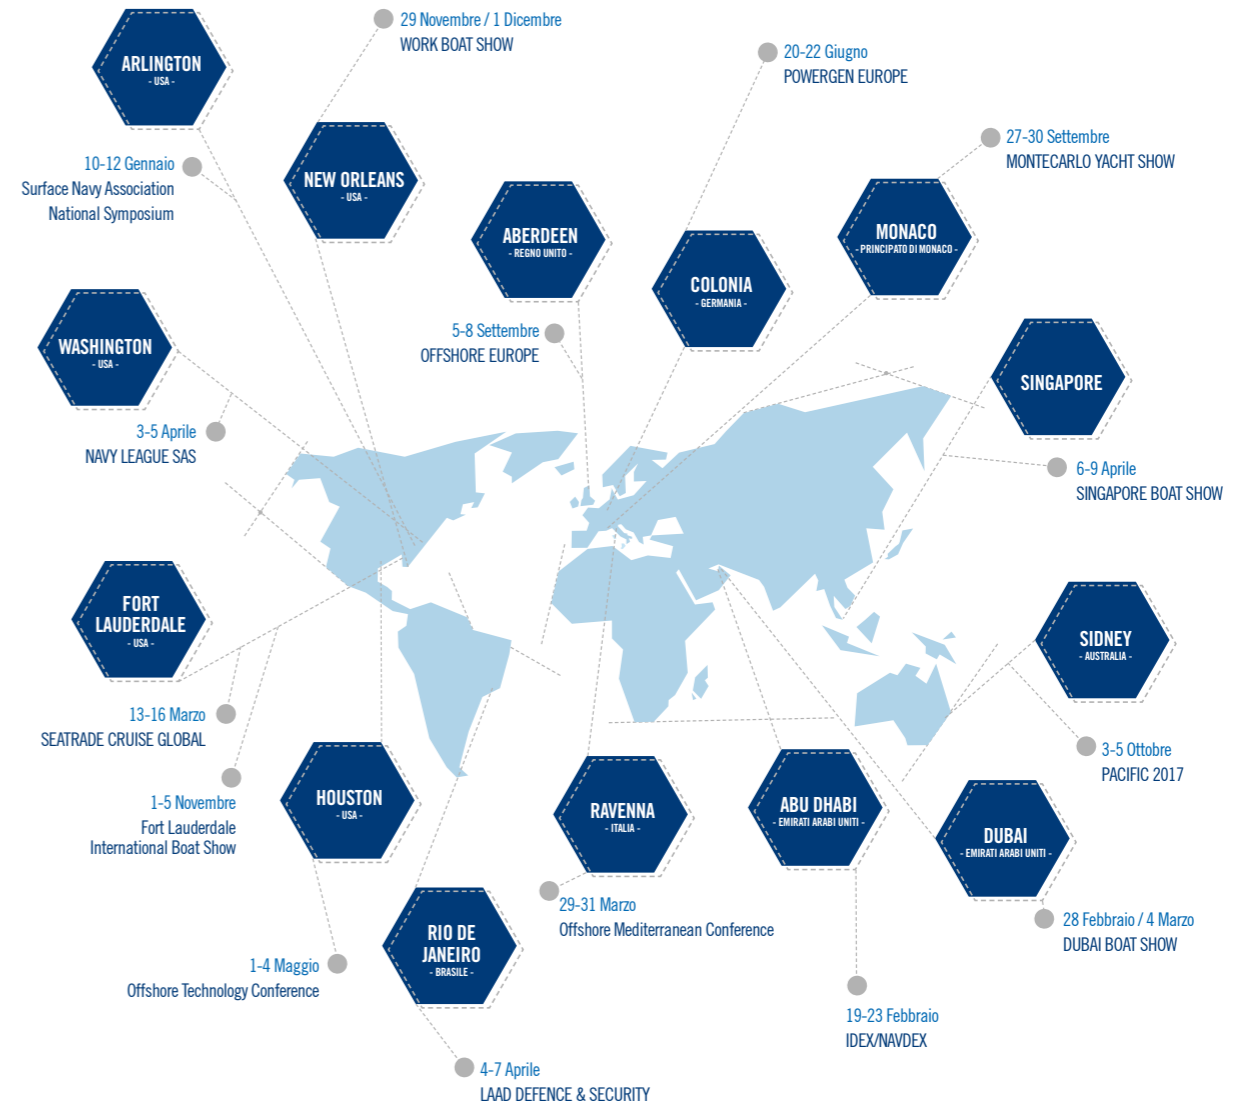 ARLINGTON
- USA -
10-12 Gennaio
Surface Navy Association
National Symposium
29 Novembre / 1 Dicembre
WORK BOAT SHOW
NEW ORLEANS
- USA -
20-22 Giugno
POWERGEN EUROPE
COLONIA
- GERMANIA -
27-30 Settembre
MONTECARLO YACHT SHOW
MONACO
- PRINCIPATO DI MONACO -
ABERDEEN
- REGNO UNITO -
5-8 Settembre
OFFSHORE EUROPE
WASHINGTON
- USA -
3-5 Aprile
NAVY LEAGUE SAS
SINGAPORE
6-9 Aprile
SINGAPORE BOAT SHOW
FORT
LAUDERDALE
- USA -
13-16 Marzo
SEATRADE CRUISE GLOBAL
1-5 Novembre
Fort Lauderdale
International Boat Show
SIDNEY
- AUSTRALIA -
3-5 Ottobre
PACIFIC 2017
HOUSTON
- USA -
1-4 Maggio
Offshore Technology Conference
RAVENNA
- ITALIA -
29-31 Marzo
Offshore Mediterranean Conference
ABU DHABI
- EMIRATI ARABI UNITI -
19-23 Febbraio
IDEX/NAVDEX
DUBAI
- EMIRATI ARABI UNITI -
28 Febbraio / 4 Marzo
DUBAI BOAT SHOW
RIO DE
JANEIRO
- BRASILE -
4-7 Aprile
LAAD DEFENCE & SECURITY